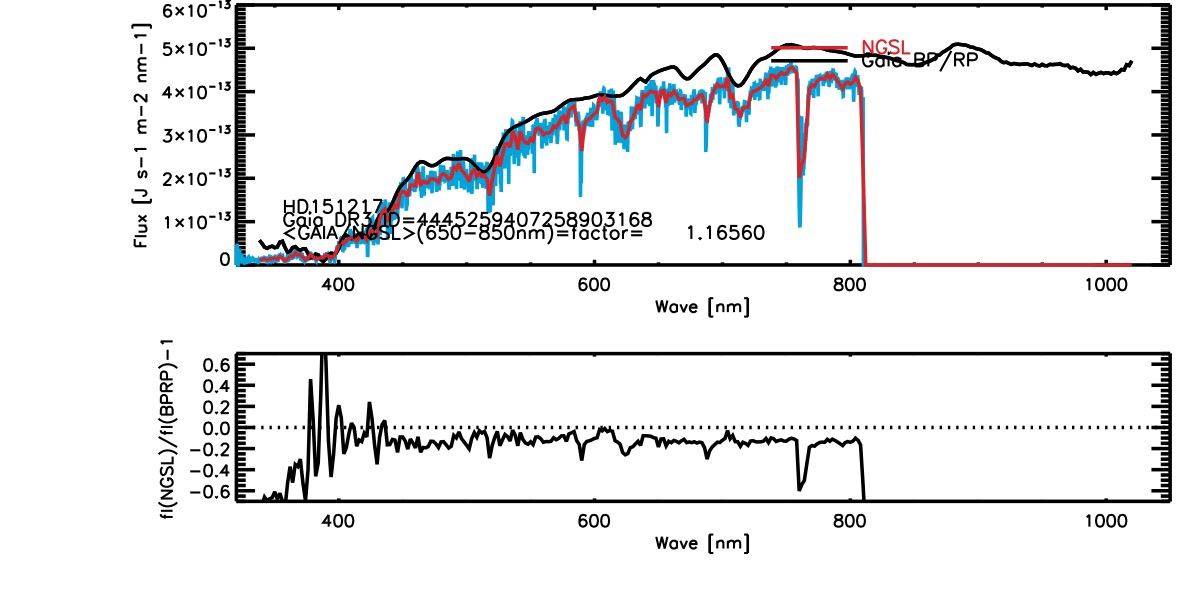 6×10⁻¹³
5×10⁻¹³
4×10⁻¹³
3×10⁻¹³
2×10⁻¹³
1×10⁻¹³
0
Flux [J s−1 m−2 nm−1]
NGSL
Gaia BP/RP
HD151217
Gaia DR3 ID=4445259407258903168
<GAIA/NGSL>(650−850nm)=factor= 1.16560
400 600 800 1000
Wave [nm]
0.6
0.4
0.2
0.0
−0.2
−0.4
−0.6
fl(NGSL)/fl(BPRP)−1
400 600 800 1000
Wave [nm]